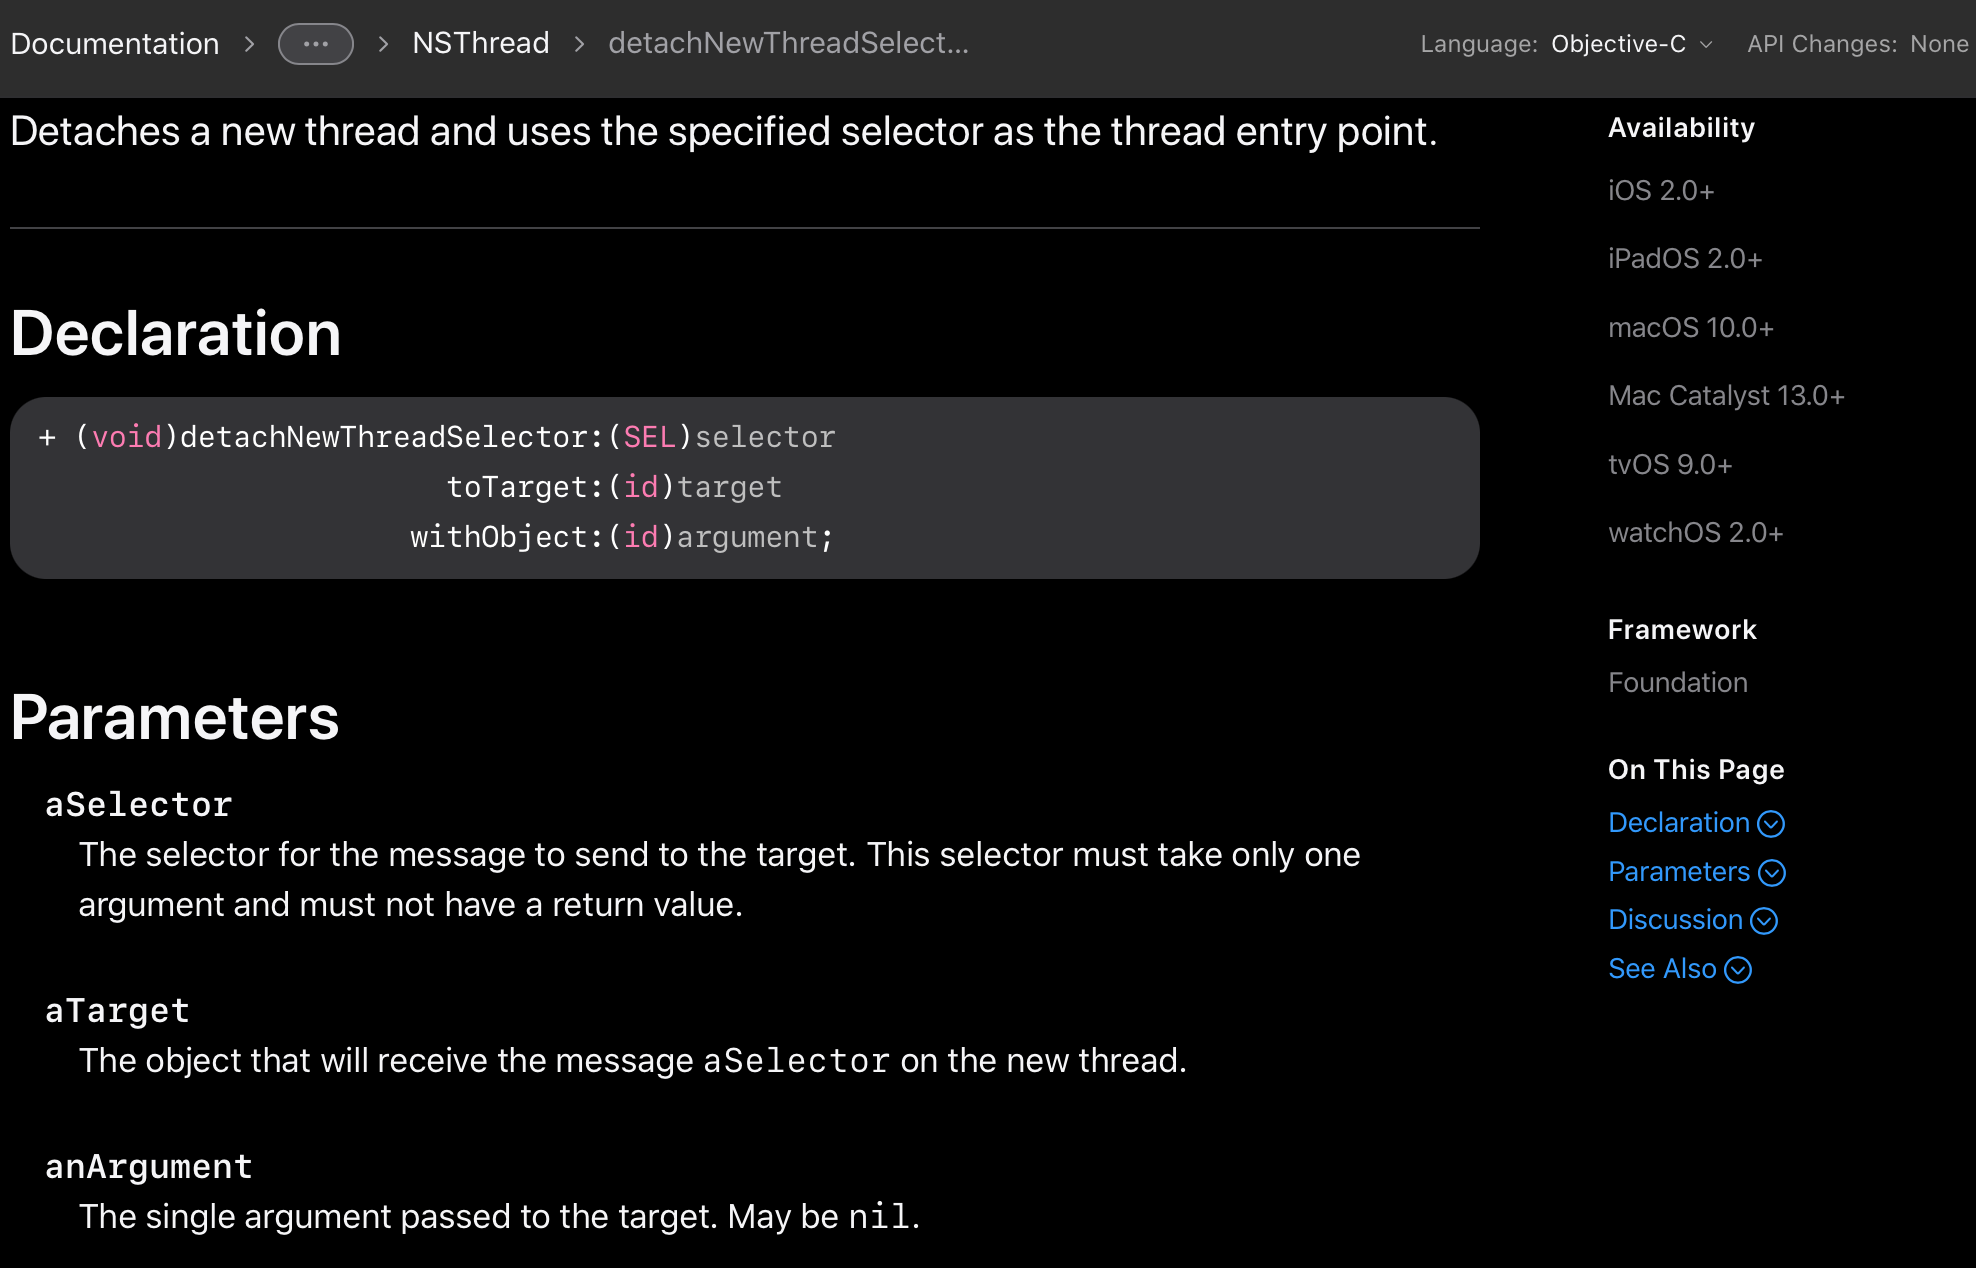 Documentation > ··· > NSThread > detachNewThreadSelect...
Language: Objective-C
API Changes: None
Detaches a new thread and uses the specified selector as the thread entry point.
Declaration
+ (void)detachNewThreadSelector:(SEL)selector
toTarget:(id)target
withObject:(id)argument;
Parameters
aSelector
The selector for the message to send to the target. This selector must take only one
argument and must not have a return value.
aTarget
The object that will receive the message aSelector on the new thread.
anArgument
The single argument passed to the target. May be nil.
Availability
iOS 2.0+
iPadOS 2.0+
macOS 10.0+
Mac Catalyst 13.0+
tvOS 9.0+
watchOS 2.0+
Framework
Foundation
On This Page
Declaration
Parameters
Discussion
See Also